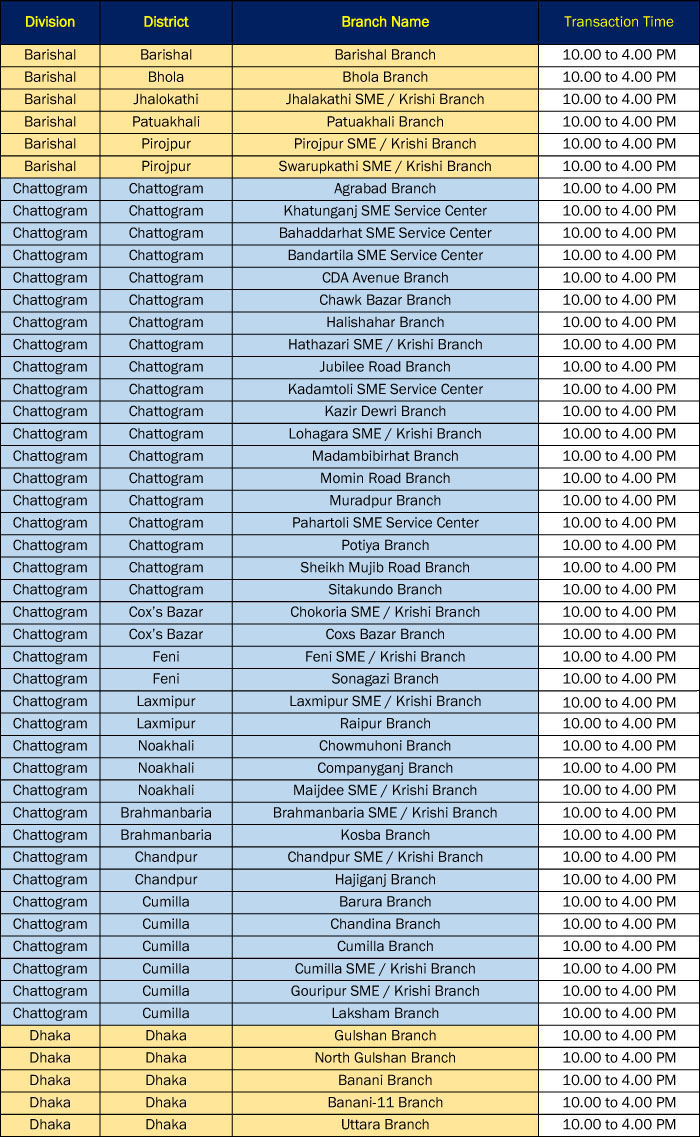 Division District Branch Name Transaction Time
Barishal Barishal Barishal Branch 10.00 to 4.00 PM
Barishal Bhola Bhola Branch 10.00 to 4.00 PM
Barishal Jhalokathi Jhalakathi SME / Krishi Branch 10.00 to 4.00 PM
Barishal Patuakhali Patuakhali Branch 10.00 to 4.00 PM
Barishal Pirojpur Pirojpur SME / Krishi Branch 10.00 to 4.00 PM
Barishal Pirojpur Swarupkathi SME / Krishi Branch 10.00 to 4.00 PM
Chattogram Chattogram Agrabad Branch 10.00 to 4.00 PM
Chattogram Chattogram Khatunganj SME Service Center 10.00 to 4.00 PM
Chattogram Chattogram Bahaddarhat SME Service Center 10.00 to 4.00 PM
Chattogram Chattogram Bandartila SME Service Center 10.00 to 4.00 PM
Chattogram Chattogram CDA Avenue Branch 10.00 to 4.00 PM
Chattogram Chattogram Chawk Bazar Branch 10.00 to 4.00 PM
Chattogram Chattogram Halishahar Branch 10.00 to 4.00 PM
Chattogram Chattogram Hathazari SME / Krishi Branch 10.00 to 4.00 PM
Chattogram Chattogram Jubilee Road Branch 10.00 to 4.00 PM
Chattogram Chattogram Kadamtoli SME Service Center 10.00 to 4.00 PM
Chattogram Chattogram Kazir Dewri Branch 10.00 to 4.00 PM
Chattogram Chattogram Lohagara SME / Krishi Branch 10.00 to 4.00 PM
Chattogram Chattogram Madambibirhat Branch 10.00 to 4.00 PM
Chattogram Chattogram Momin Road Branch 10.00 to 4.00 PM
Chattogram Chattogram Muradpur Branch 10.00 to 4.00 PM
Chattogram Chattogram Pahartoli SME Service Center 10.00 to 4.00 PM
Chattogram Chattogram Potiya Branch 10.00 to 4.00 PM
Chattogram Chattogram Sheikh Mujib Road Branch 10.00 to 4.00 PM
Chattogram Chattogram Sitakundo Branch 10.00 to 4.00 PM
Chattogram Cox's Bazar Chokoria SME / Krishi Branch 10.00 to 4.00 PM
Chattogram Cox's Bazar Coxs Bazar Branch 10.00 to 4.00 PM
Chattogram Feni Feni SME / Krishi Branch 10.00 to 4.00 PM
Chattogram Feni Sonagazi Branch 10.00 to 4.00 PM
Chattogram Laxmipur Laxmipur SME / Krishi Branch 10.00 to 4.00 PM
Chattogram Laxmipur Raipur Branch 10.00 to 4.00 PM
Chattogram Noakhali Chowmuhoni Branch 10.00 to 4.00 PM
Chattogram Noakhali Companyganj Branch 10.00 to 4.00 PM
Chattogram Noakhali Maijdee SME / Krishi Branch 10.00 to 4.00 PM
Chattogram Brahmanbaria Brahmanbaria SME / Krishi Branch 10.00 to 4.00 PM
Chattogram Brahmanbaria Kosba Branch 10.00 to 4.00 PM
Chattogram Chandpur Chandpur SME / Krishi Branch 10.00 to 4.00 PM
Chattogram Chandpur Hajiganj Branch 10.00 to 4.00 PM
Chattogram Cumilla Barura Branch 10.00 to 4.00 PM
Chattogram Cumilla Chandina Branch 10.00 to 4.00 PM
Chattogram Cumilla Cumilla Branch 10.00 to 4.00 PM
Chattogram Cumilla Cumilla SME / Krishi Branch 10.00 to 4.00 PM
Chattogram Cumilla Gouripur SME / Krishi Branch 10.00 to 4.00 PM
Chattogram Cumilla Laksham Branch 10.00 to 4.00 PM
Dhaka Dhaka Gulshan Branch 10.00 to 4.00 PM
Dhaka Dhaka North Gulshan Branch 10.00 to 4.00 PM
Dhaka Dhaka Banani Branch 10.00 to 4.00 PM
Dhaka Dhaka Banani-11 Branch 10.00 to 4.00 PM
Dhaka Dhaka Uttara Branch 10.00 to 4.00 PM